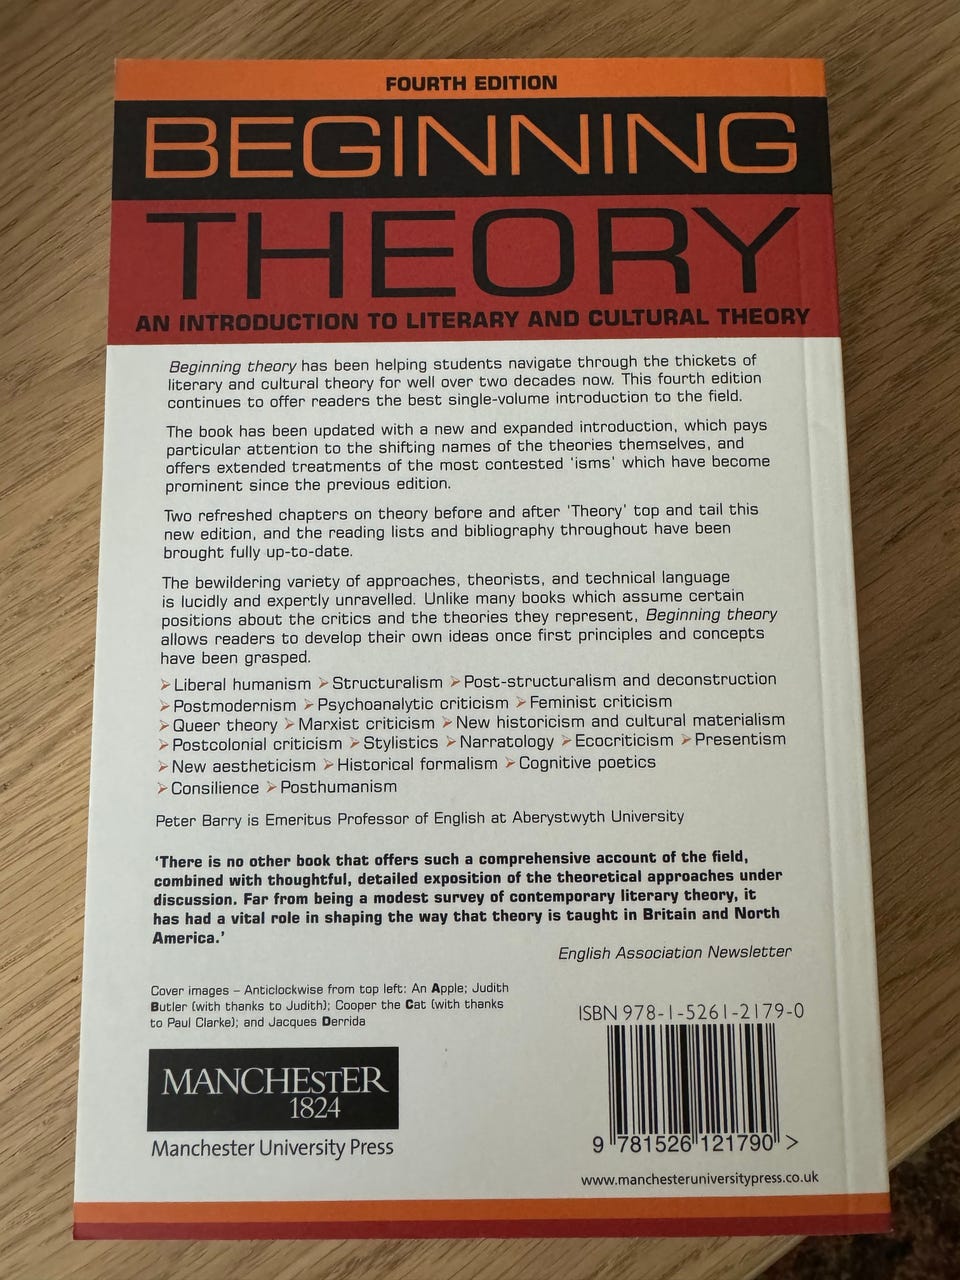 FOURTH EDITION
BEGINNING
THEORY
AN INTRODUCTION TO LITERARY AND CULTURAL THEORY
Beginning theory has been helping students navigate through the thickets of
literary and cultural theory for well over two decades now. This fourth edition
continues to offer readers the best single-volume introduction to the field.
The book has been updated with a new and expanded introduction, which pays
particular attention to the shifting names of the theories themselves, and
offers extended treatments of the most contested 'isms' which have become
prominent since the previous edition.
Two refreshed chapters on theory before and after 'Theory' top and tail this
new edition, and the reading lists and bibliography throughout have been
brought fully up-to-date.
The bewildering variety of approaches, theorists, and technical language
is lucidly and expertly unravelled. Unlike many books which assume certain
positions about the critics and the theories they represent, Beginning theory
allows readers to develop their own ideas once first principles and concepts
have been grasped.
➢ Liberal humanism ➢ Structuralism ➢ Post-structuralism and deconstruction
➢ Postmodernism ➢ Psychoanalytic criticism ➢ Feminist criticism
➢ Queer theory ➢ Marxist criticism ➢ New historicism and cultural materialism
➢ Postcolonial criticism ➢ Stylistics ➢ Narratology ➢ Ecocriticism ➢ Presentism
➢ New aestheticism ➢ Historical formalism ➢ Cognitive poetics
➢ Consilience ➢ Posthumanism
Peter Barry is Emeritus Professor of English at Aberystwyth University
'There is no other book that offers such a comprehensive account of the field,
combined with thoughtful, detailed exposition of the theoretical approaches under
discussion. Far from being a modest survey of contemporary literary theory, it
has had a vital role in shaping the way that theory is taught in Britain and North
America.'
English Association Newsletter
Cover images – Anticlockwise from top left: An Apple; Judith
Butler (with thanks to Judith); Cooper the Cat (with thanks
to Paul Clarke); and Jacques Derrida
MANCHEsTER
1824
Manchester University Press
ISBN 978-1-5261-2179-0
9 781526 121790 >
www.manchesteruniversitypress.co.uk